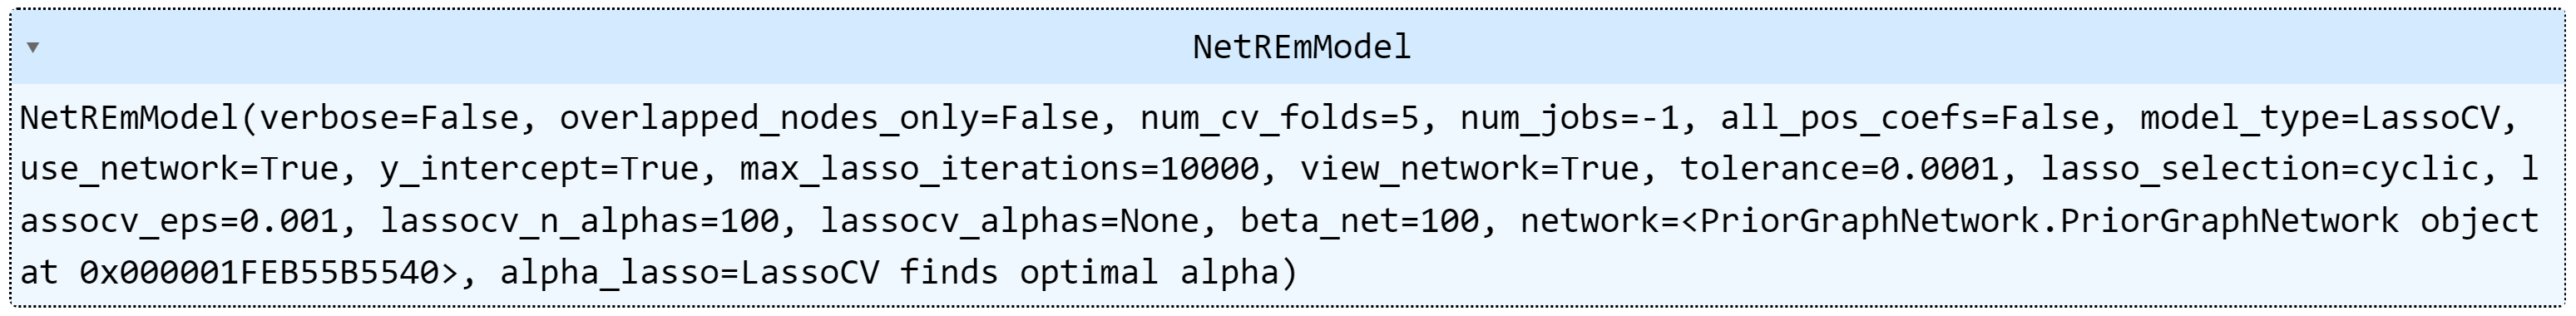 NetREmModel
NetREmModel(verbose=False, overlapped_nodes_only=False, num_cv_folds=5, num_jobs=-1, all_pos_coefs=False, model_type=LassoCV,
use_network=True, y_intercept=True, max_lasso_iterations=10000, view_network=True, tolerance=0.0001, lasso_selection=cyclic, l
assocv_eps=0.001, lassocv_n_alphas=100, lassocv_alphas=None, beta_net=100, network=<PriorGraphNetwork.PriorGraphNetwork object
at 0x000001FEB55B5540>, alpha_lasso=LassoCV finds optimal alpha)